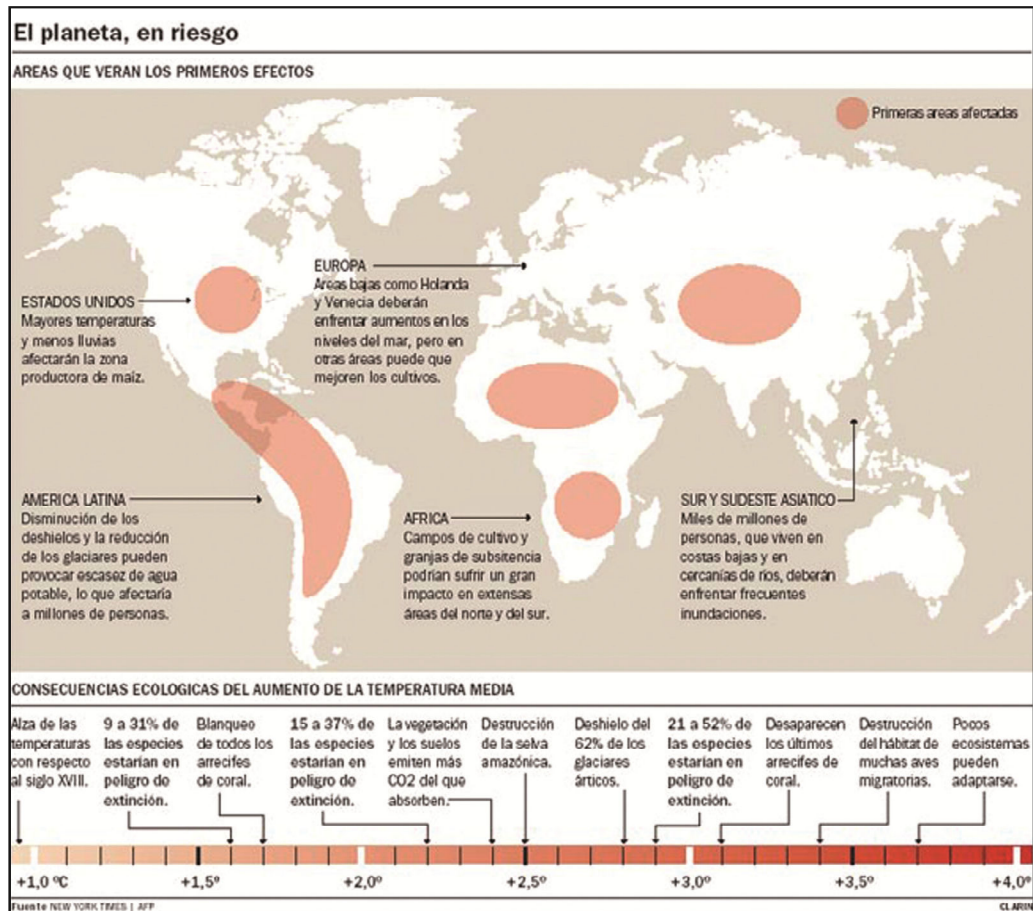 El planeta, en riesgo
AREAS QUE VERAN LOS PRIMEROS EFECTOS
Primeras areas afectadas
ESTADOS UNIDOS
Mayores temperaturas
y menos lluvias
afectarán la zona
productora de maíz.
EUROPA
Areas bajas como Holanda
y Venecia deberán
enfrentar aumentos en los
niveles del mar, pero en
otras áreas puede que
mejoren los cultivos.
AMERICA LATINA
Disminución de los
deshielos y la reducción
de los glaciares pueden
provocar escasez de agua
potable, lo que afectaría
a millones de personas.
AFRICA
Campos de cultivo y
granjas de subsitencia
podrían sufrir un gran
impacto en extensas
áreas del norte y del sur.
SUR Y SUDESTE ASIATICO
Miles de millones de
personas, que viven en
costas bajas y en
cercanías de ríos, deberán
enfrentar frecuentes
inundaciones.
CONSECUENCIAS ECOLOGICAS DEL AUMENTO DE LA TEMPERATURA MEDIA
Alza de las
temperaturas
con respecto
al siglo XVIII.
9 a 31% de
las especies
estarían en
peligro de
extinción.
Blanqueo
de todos los
arrecifes
de coral.
15 a 37% de
las especies
estarían en
peligro de
extinción.
La vegetación
y los suelos
emiten más
CO2 del que
absorben.
Destrucción
de la selva
amazónica.
Deshielo del
62% de los
glaciares
árticos.
21 a 52% de
las especies
estarían en
peligro de
extinción.
Desaparecen
los últimos
arrecifes de
coral.
Destrucción
del hábitat de
muchas aves
migratorias.
Pocos
ecosistemas
pueden
adaptarse.
+1,0 ºC +1,5º +2,0º +2,5º +3,0º +3,5º +4,0º
Fuente NEW YORK TIMES | AFP
CLARIN